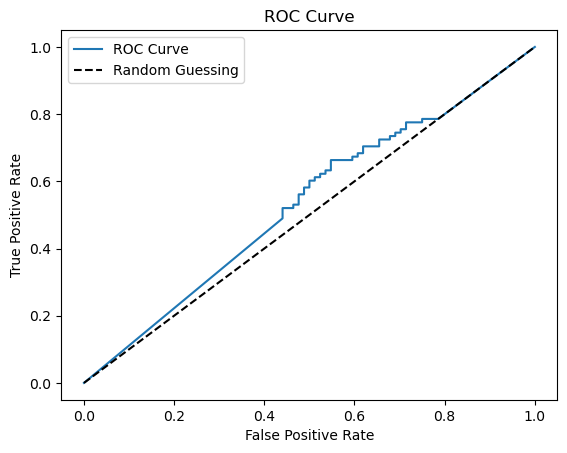 ROC Curve
ROC Curve
Random Guessing
True Positive Rate
1.0
0.8
0.6
0.4
0.2
0.0
0.0 0.2 0.4 0.6 0.8 1.0
False Positive Rate